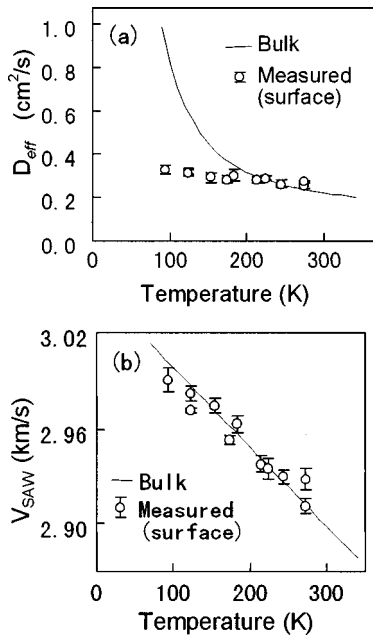 (a)
Bulk
Measured
(surface)
D_eff (cm²/s)
1.0
0.8
0.6
0.4
0.2
0.0
0
100
200
300
Temperature (K)
(b)
V_SAW (km/s)
3.02
2.96
2.90
Bulk
Measured
(surface)
0
100
200
300
Temperature (K)